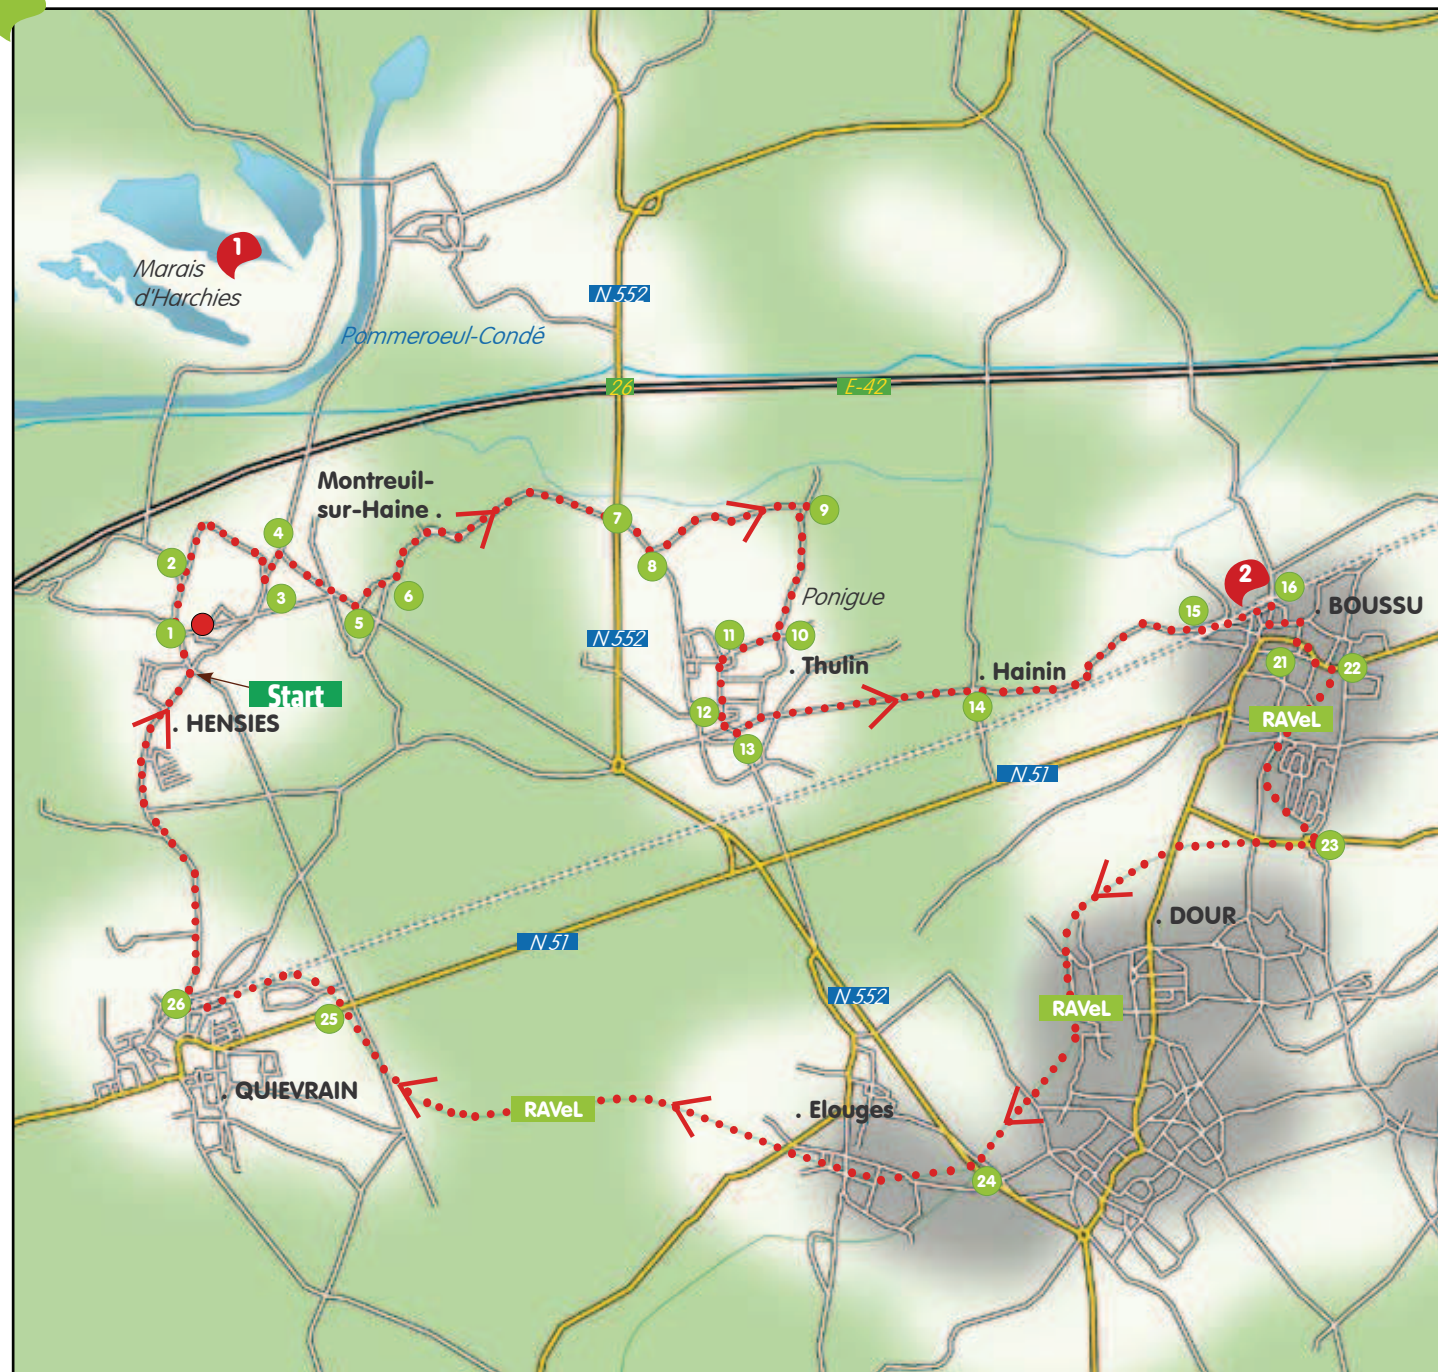 1
Marais
d'Harchies
Pommeroeul-Condé
N 552
26
E-42
Montreuil-
sur-Haine .
4
7
9
2
8
2
16
3
6
Ponigue
15
. BOUSSU
1
5
11
10
. Thulin
21
22
Start
. Hainin
. HENSIES
N 552
12
14
RAVeL
13
N 51
23
. DOUR
N 51
N 552
26
25
RAVeL
. QUIEVRAIN
RAVeL
. Elouges
24